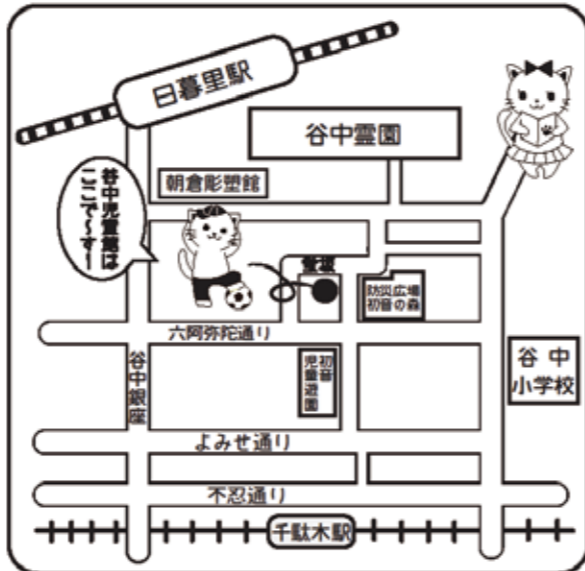 日暮里駅
谷中霊園
朝倉彫塑館
谷中児童館は
ここで〜すー
防災広場
初音の森
六阿弥陀通り
谷中銀座
初音
児童遊園
谷中
小学校
よみせ通り
不忍通り
千駄木駅